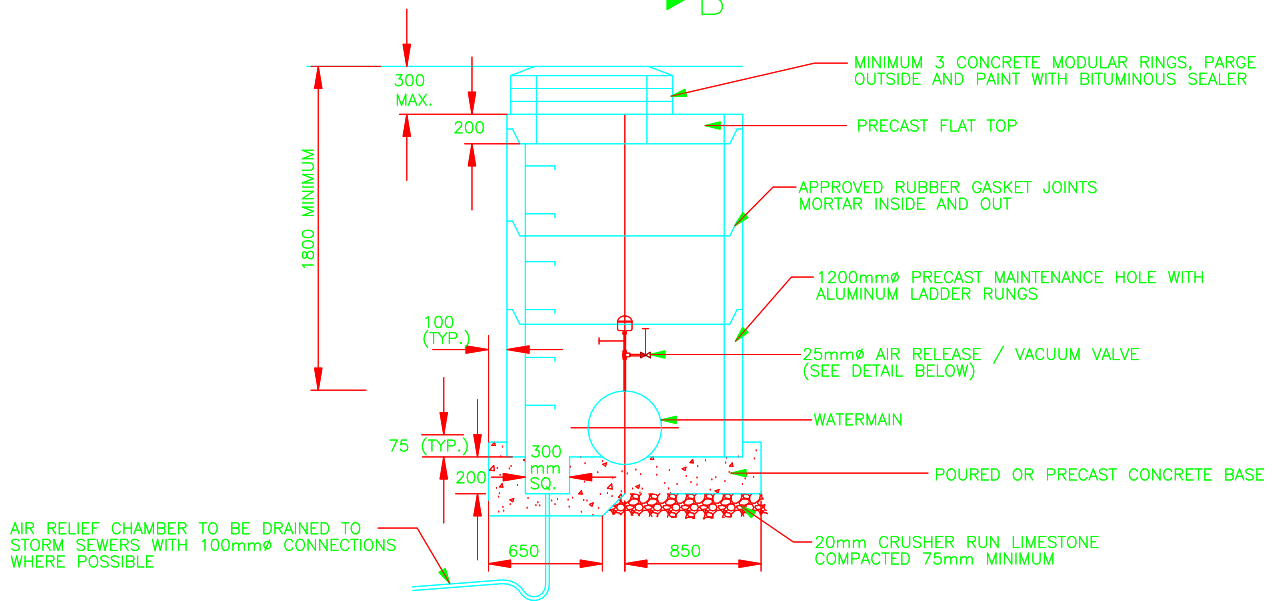 B
MINIMUM 3 CONCRETE MODULAR RINGS, PARGE
OUTSIDE AND PAINT WITH BITUMINOUS SEALER
300
MAX.
200
PRECAST FLAT TOP
1800 MINIMUM
APPROVED RUBBER GASKET JOINTS
MORTAR INSIDE AND OUT
1200mmø PRECAST MAINTENANCE HOLE WITH
ALUMINUM LADDER RUNGS
100
(TYP.)
25mmø AIR RELEASE / VACUUM VALVE
(SEE DETAIL BELOW)
WATERMAIN
75 (TYP.)
300
mm
SQ.
200
POURED OR PRECAST CONCRETE BASE
AIR RELIEF CHAMBER TO BE DRAINED TO
STORM SEWERS WITH 100mmø CONNECTIONS
WHERE POSSIBLE
650
850
20mm CRUSHER RUN LIMESTONE
COMPACTED 75mm MINIMUM